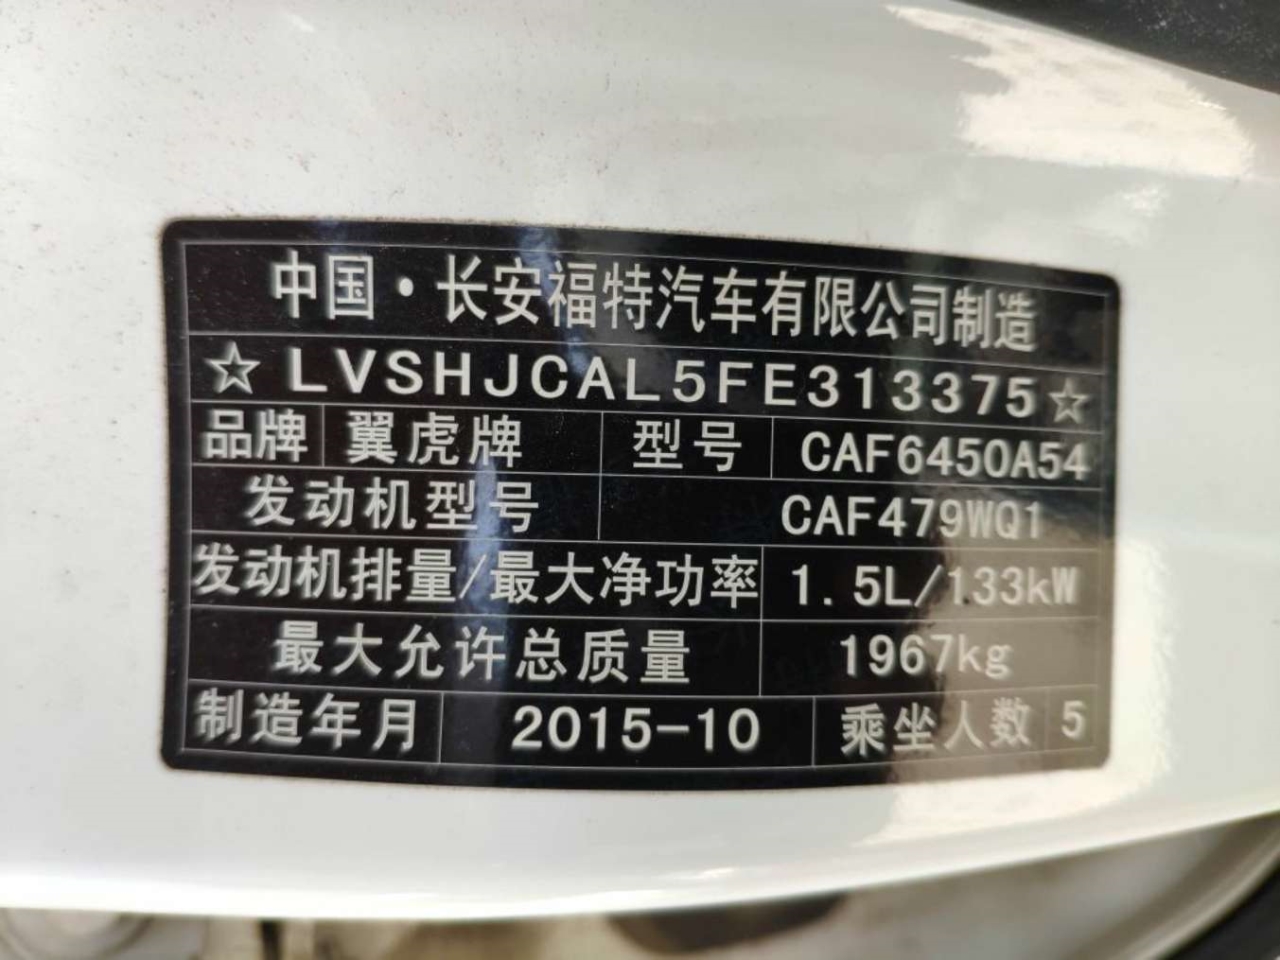 中国·长安福特汽车有限公司制造
☆LVSHJCAL5FE313375☆
品牌 翼虎牌 型号 CAF6450A54
发动机型号 CAF479WQ1
发动机排量/最大净功率 1.5L/133kW
最大允许总质量 1967kg
制造年月 2015-10 乘坐人数 5